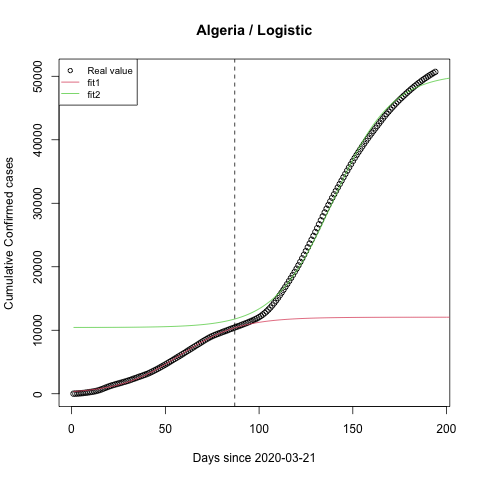 Algeria / Logistic
Real value
fit1
fit2
Cumulative Confirmed cases
50000
40000
30000
20000
10000
0
0 50 100 150 200
Days since 2020-03-21